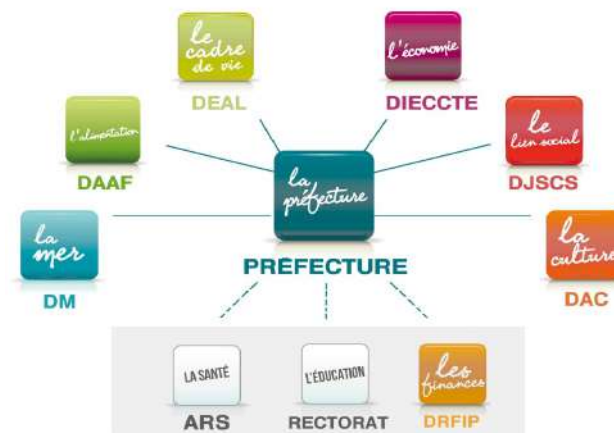 le
cadre
de vie
DEAL
l'économie
DIECCTE
l'alimentation
DAAF
le
lien social
DJSCS
la
préfecture
PRÉFECTURE
la
mer
DM
la
culture
DAC
LA SANTÉ
ARS
L'ÉDUCATION
RECTORAT
les
finances
DRFIP